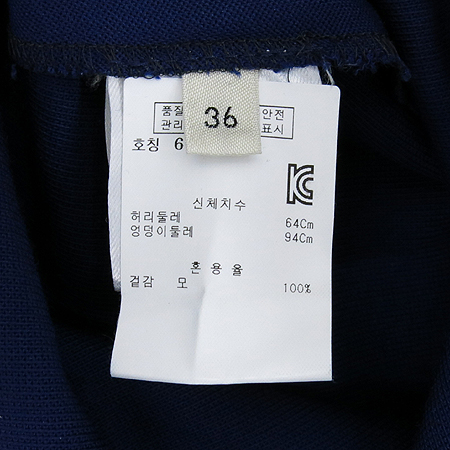 36
품질 안전
관리 표시
호칭 6
KC
신체치수
허리둘레 64Cm
엉덩이둘레 94Cm
혼용율
겉감 모 100%